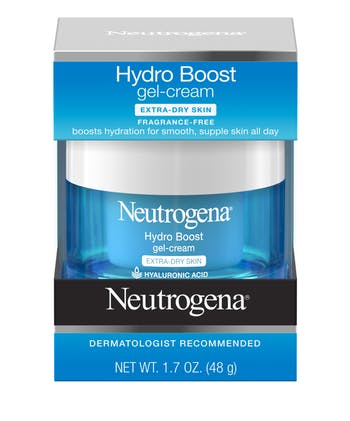 Neutrogena
Hydro Boost
gel-cream
EXTRA-DRY SKIN
FRAGRANCE-FREE
boosts hydration for smooth, supple skin all day
Neutrogena®
Hydro Boost
gel-cream
EXTRA-DRY SKIN
HYALURONIC ACID
Neutrogena®
DERMATOLOGIST RECOMMENDED
NET WT. 1.7 OZ. (48 g)